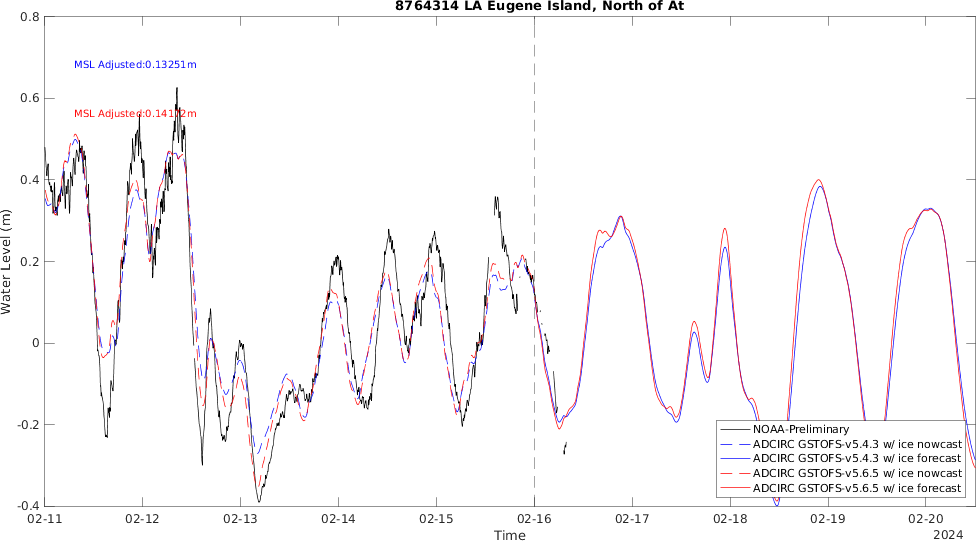 8764314 LA Eugene Island, North of At
MSL Adjusted:0.13251m
MSL Adjusted:0.14172m
Water Level (m)
0.8
0.6
0.4
0.2
0
-0.2
-0.4
NOAA-Preliminary
ADCIRC GSTOFS-v5.4.3 w/ ice nowcast
ADCIRC GSTOFS-v5.4.3 w/ ice forecast
ADCIRC GSTOFS-v5.6.5 w/ ice nowcast
ADCIRC GSTOFS-v5.6.5 w/ ice forecast
02-11 02-12 02-13 02-14 02-15 02-16 02-17 02-18 02-19 02-20
Time
2024